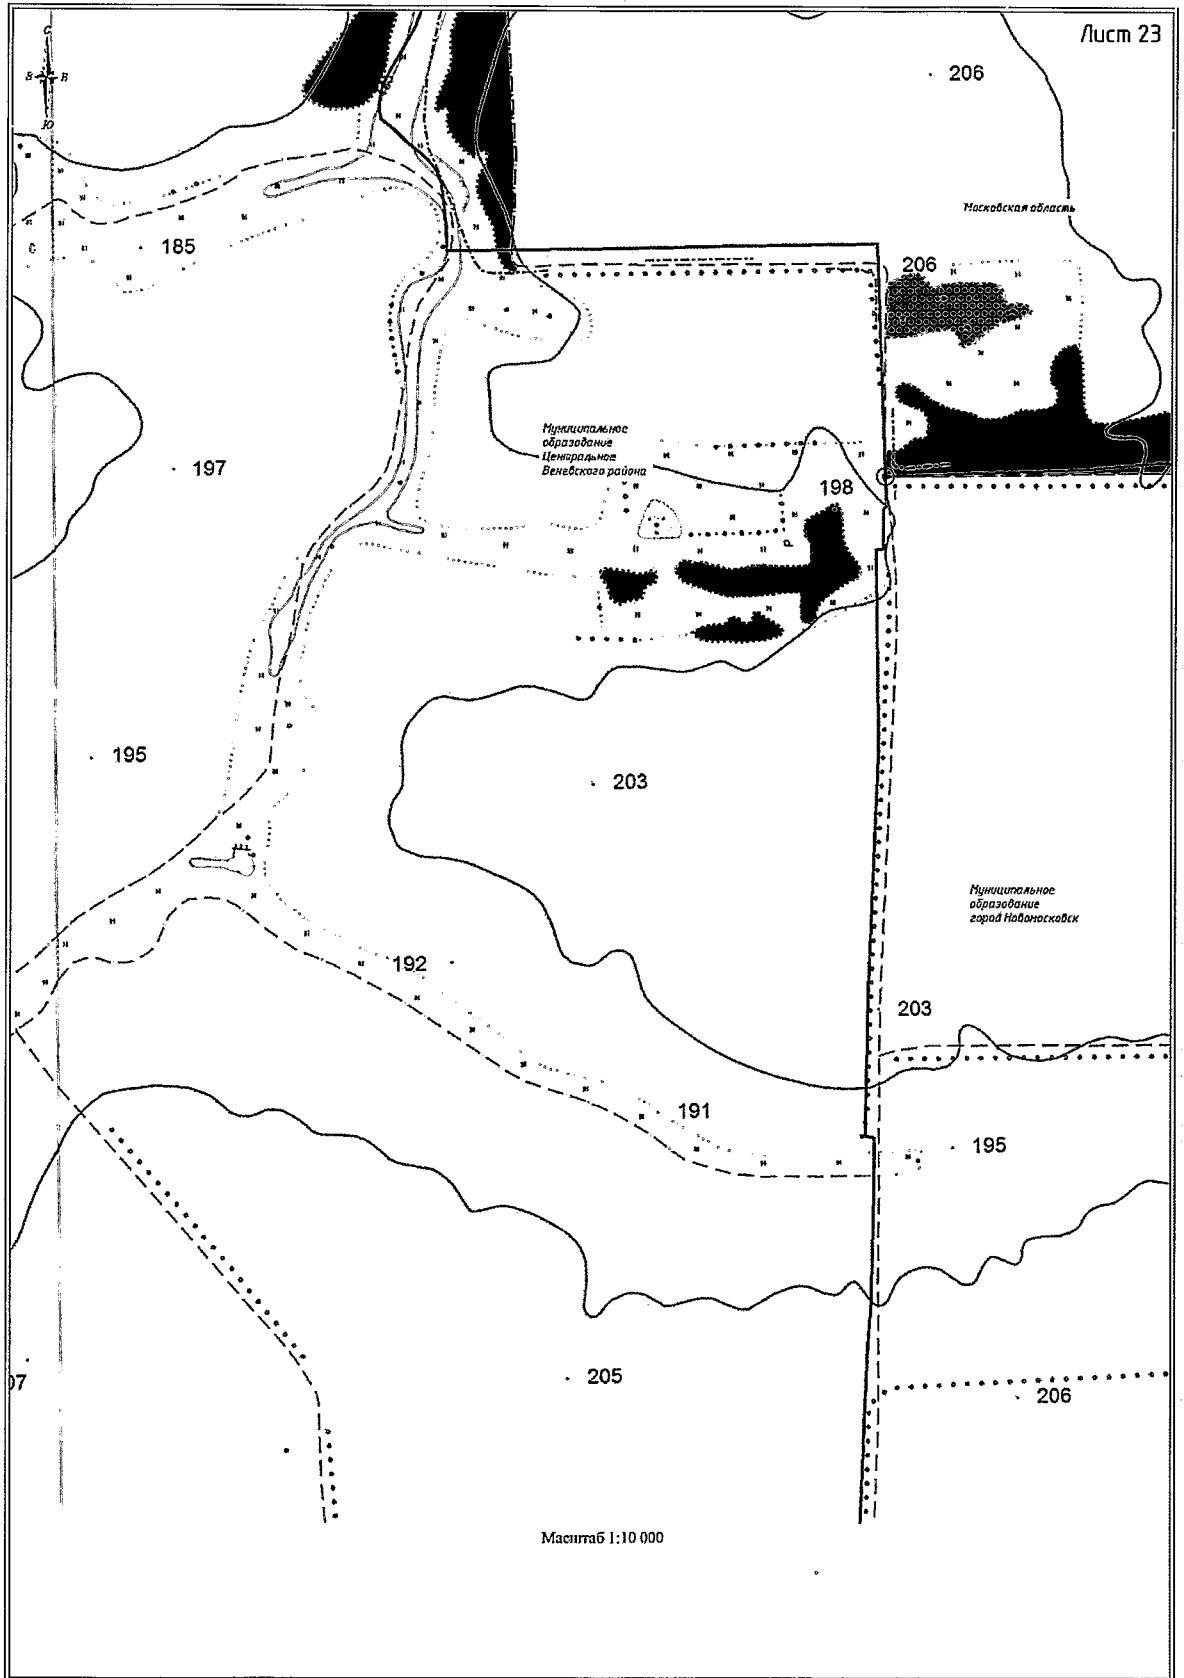 Лист 23
С
В
Ю
206
Московская область
185
206
Муниципальное
образование
Центральное
Веневского района
197
198
р
195
203
Муниципальное
образование
город Новомосковск
192
203
191
195
205
07
206
Масштаб 1:10 000